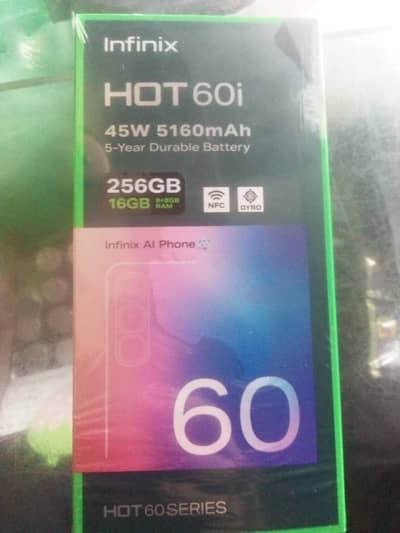 Infinix
HOT 60i
45W 5160mAh
5-Year Durable Battery
256GB
16GB 8+8GB RAM
NFC
GYRO
Infinix AI Phone
60
HOT 60 SERIES